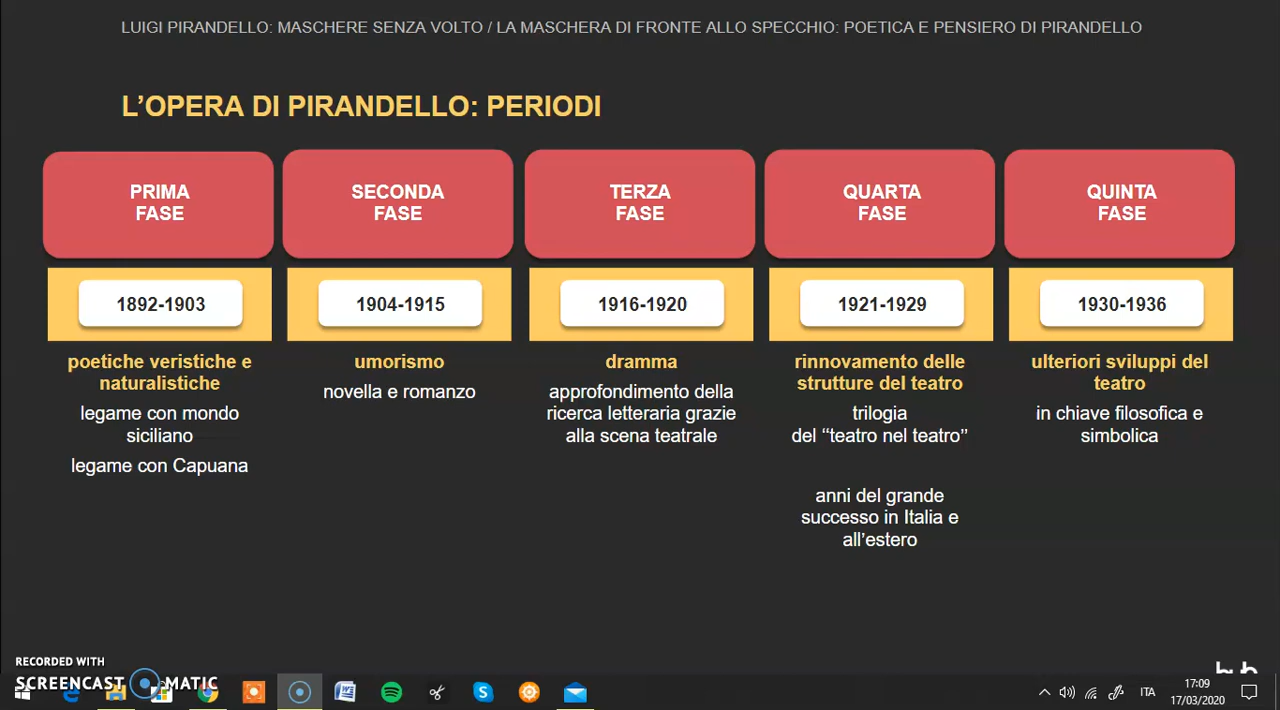 LUIGI PIRANDELLO: MASCHERE SENZA VOLTO / LA MASCHERA DI FRONTE ALLO SPECCHIO: POETICA E PENSIERO DI PIRANDELLO
L’OPERA DI PIRANDELLO: PERIODI
PRIMA
FASE
1892-1903
poetiche veristiche e
naturalistiche
legame con mondo
siciliano
legame con Capuana
SECONDA
FASE
1904-1915
umorismo
novella e romanzo
TERZA
FASE
1916-1920
dramma
approfondimento della
ricerca letteraria grazie
alla scena teatrale
QUARTA
FASE
1921-1929
rinnovamento delle
strutture del teatro
trilogia
del “teatro nel teatro”
anni del grande
successo in Italia e
all’estero
QUINTA
FASE
1930-1936
ulteriori sviluppi del
teatro
in chiave filosofica e
simbolica
RECORDED WITH
SCREENCAST MATIC
ITA
17:09
17/03/2020